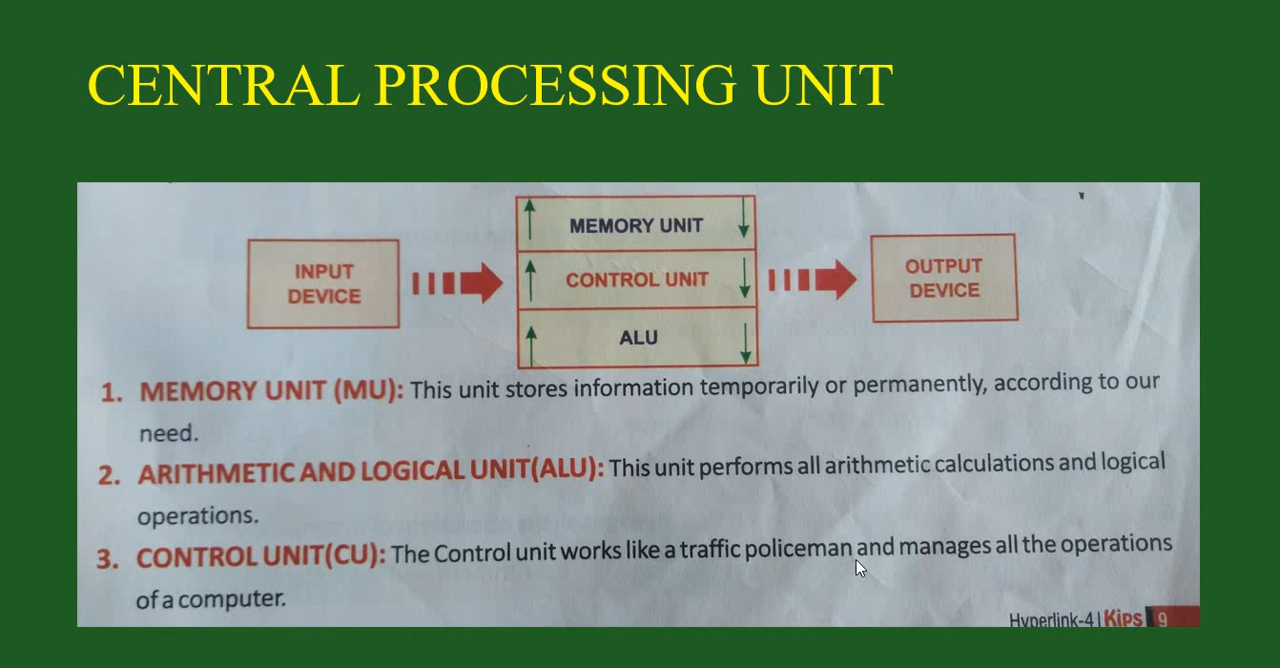 CENTRAL PROCESSING UNIT
MEMORY UNIT
INPUT
DEVICE
CONTROL UNIT
OUTPUT
DEVICE
ALU
1. MEMORY UNIT (MU): This unit stores information temporarily or permanently, according to our
need.
2. ARITHMETIC AND LOGICAL UNIT(ALU): This unit performs all arithmetic calculations and logical
operations.
3. CONTROL UNIT(CU): The Control unit works like a traffic policeman and manages all the operations
of a computer.
Hyperlink-4 | Kips 9